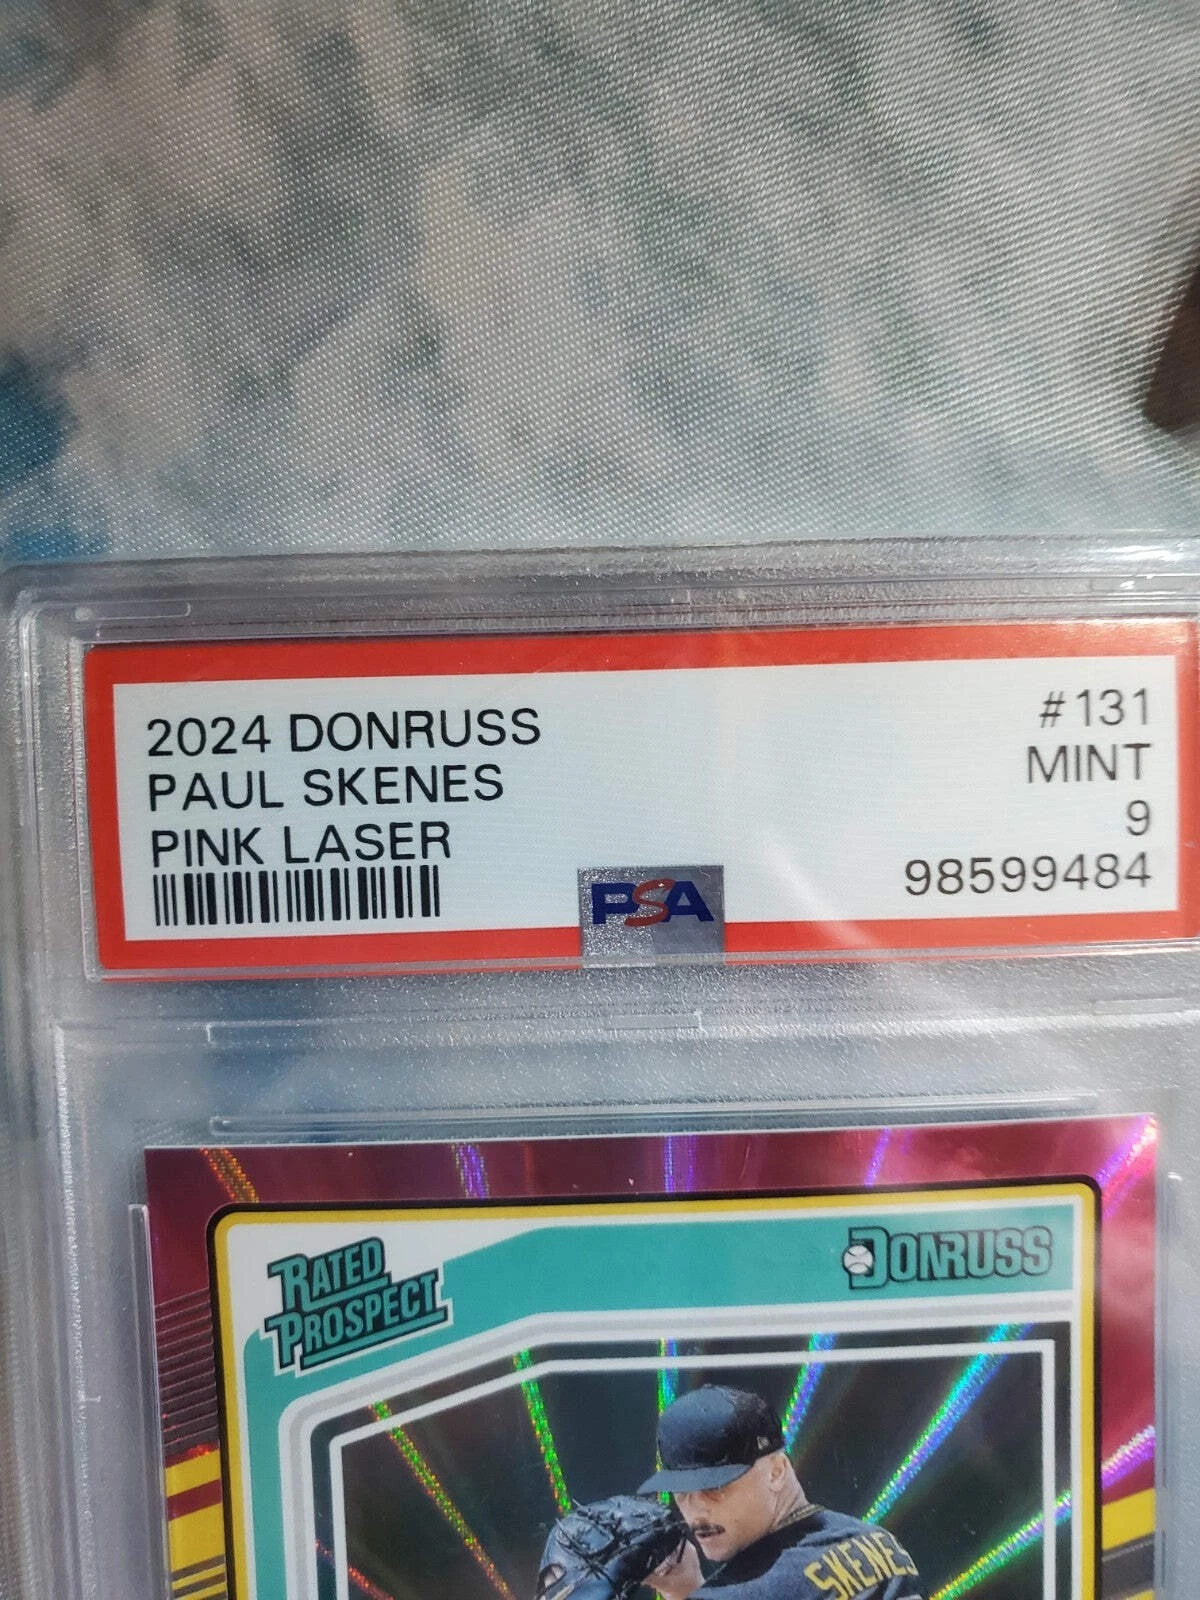 2024 DONRUSS
PAUL SKENES
PINK LASER
#131
MINT
9
98599484
PSA
RATED
PROSPECT
DONRUSS
SKENES